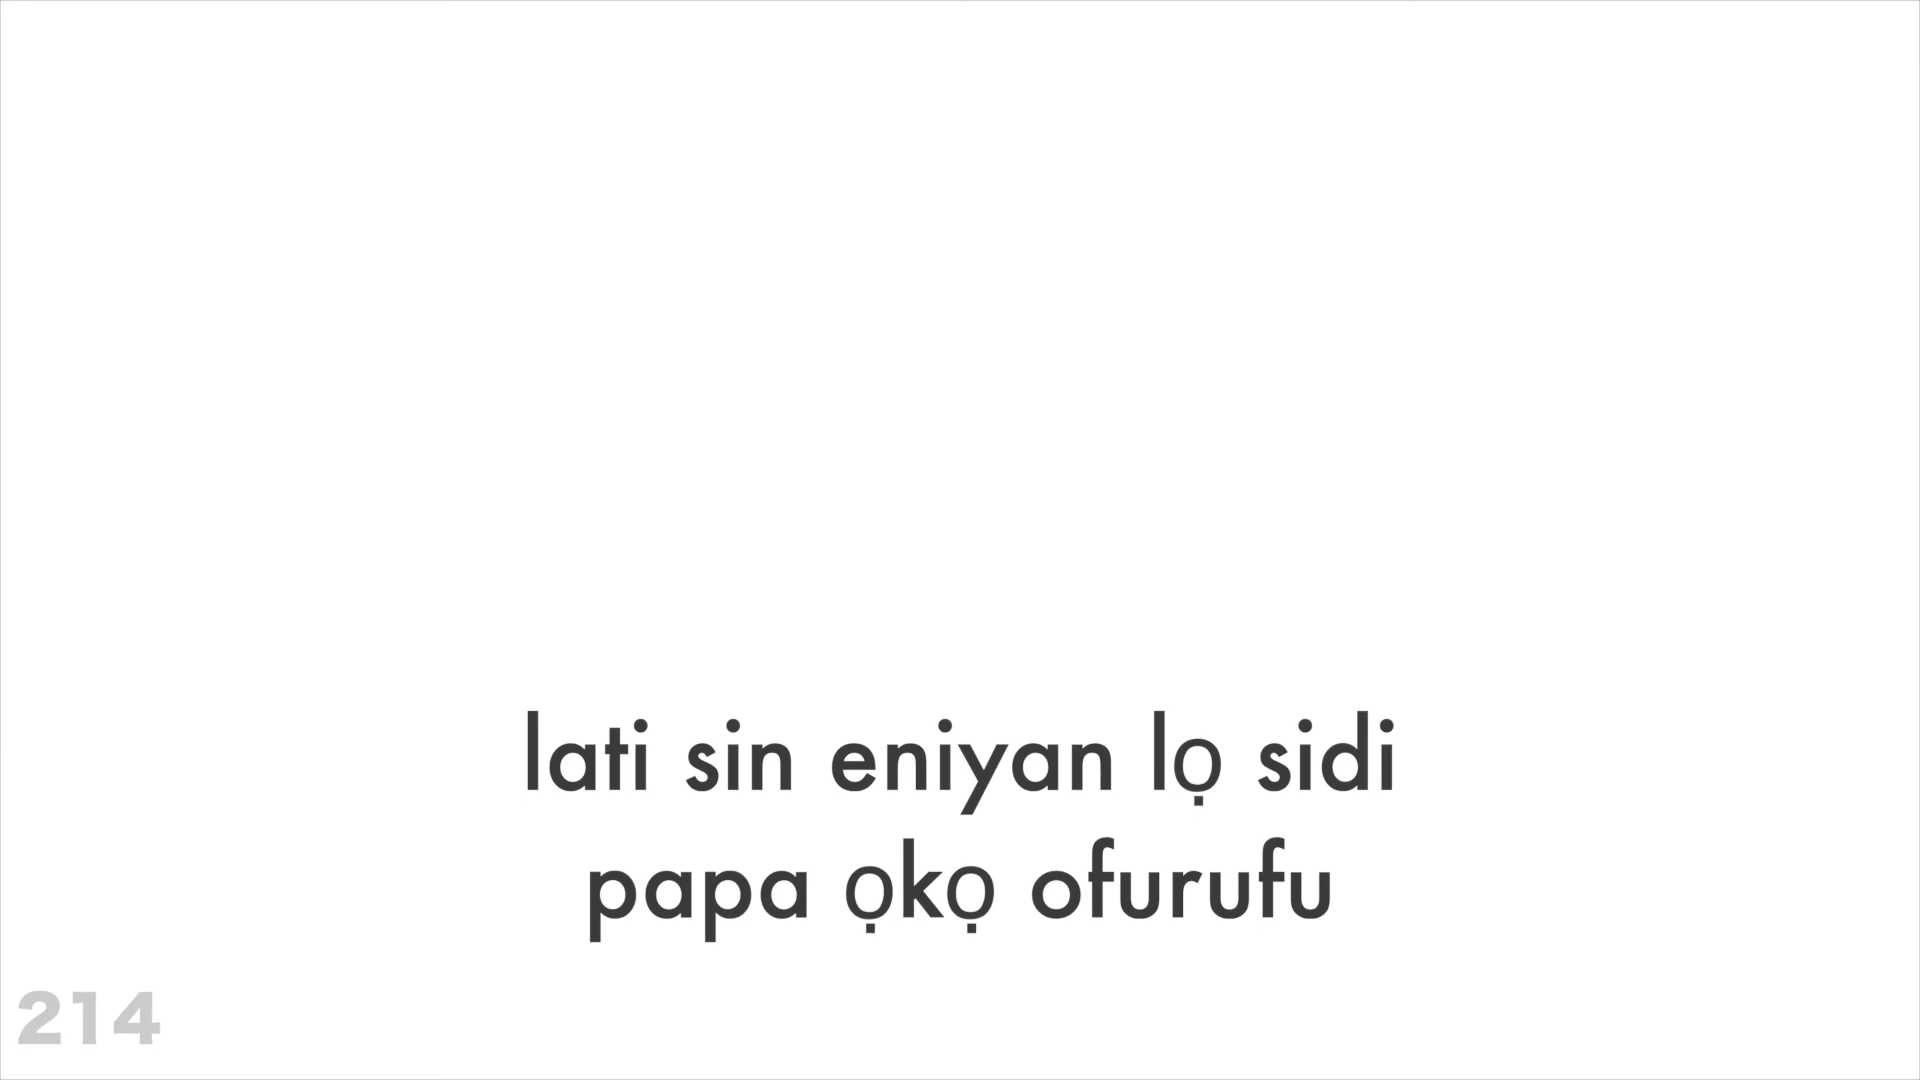 lati sin eniyan lọ sidi
papa ọkọ ofurufu
214